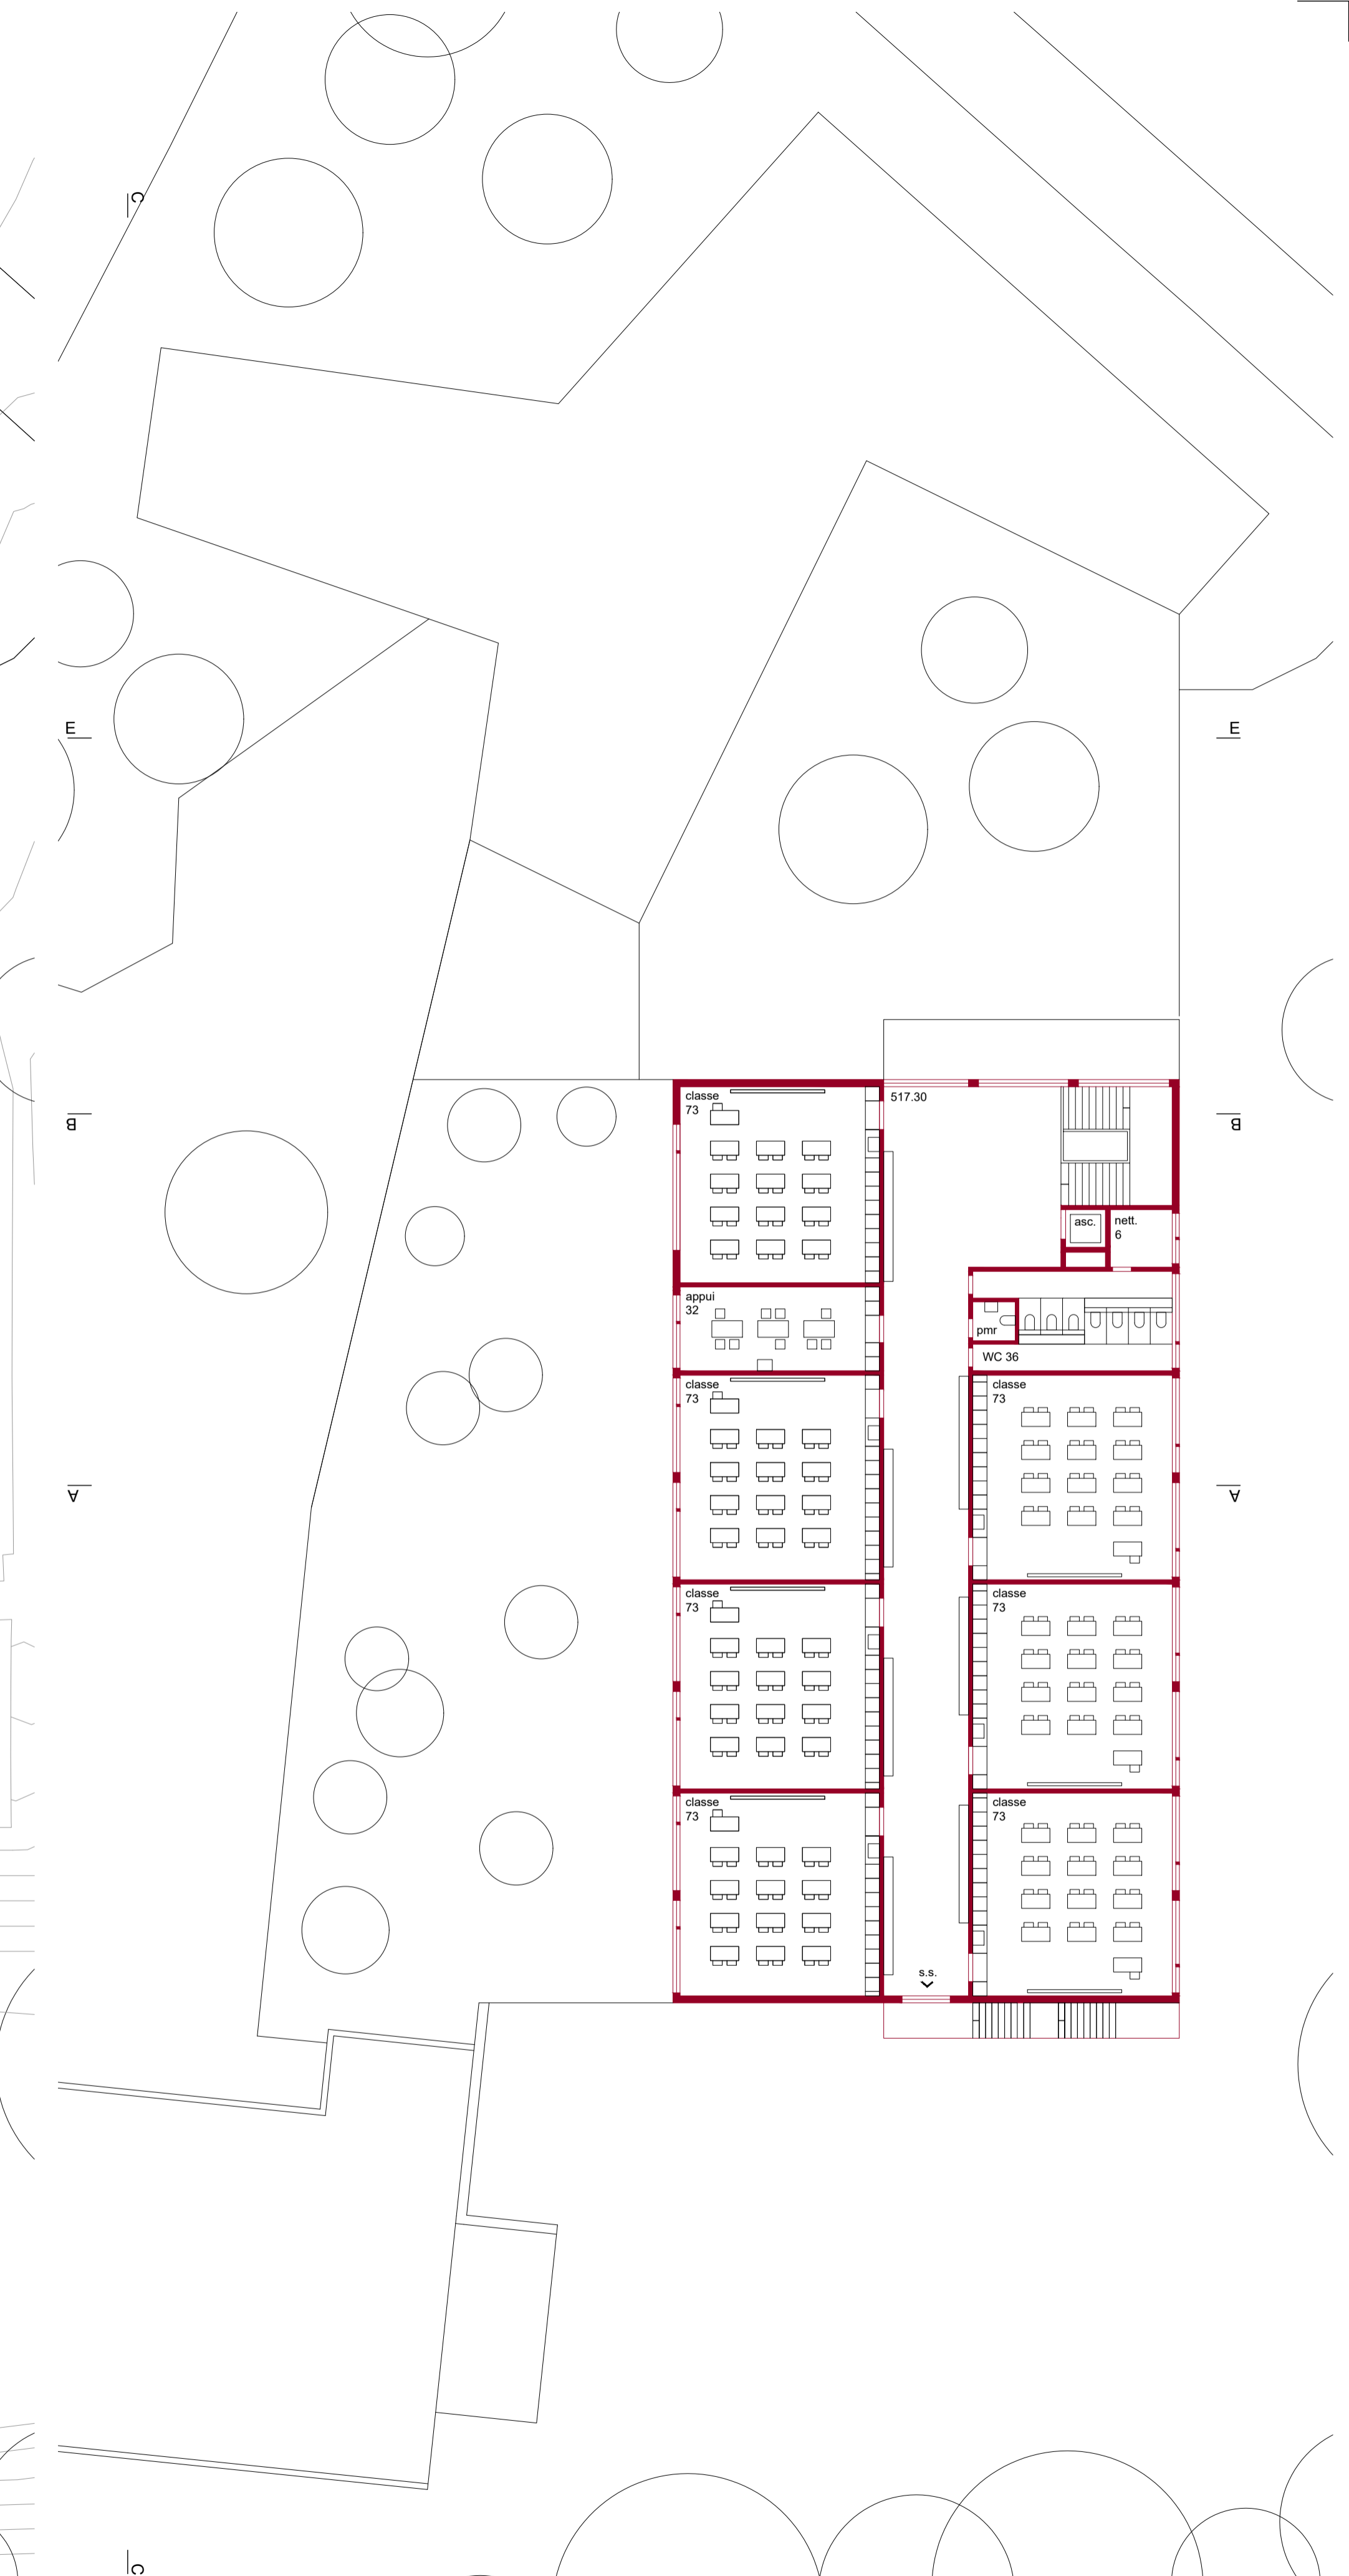 C
E
E
classe
73
517.30
B
B
asc.
nett.
6
appui
32
pmr
WC 36
classe
73
classe
73
A
A
classe
73
classe
73
classe
73
classe
73
s.s.
C